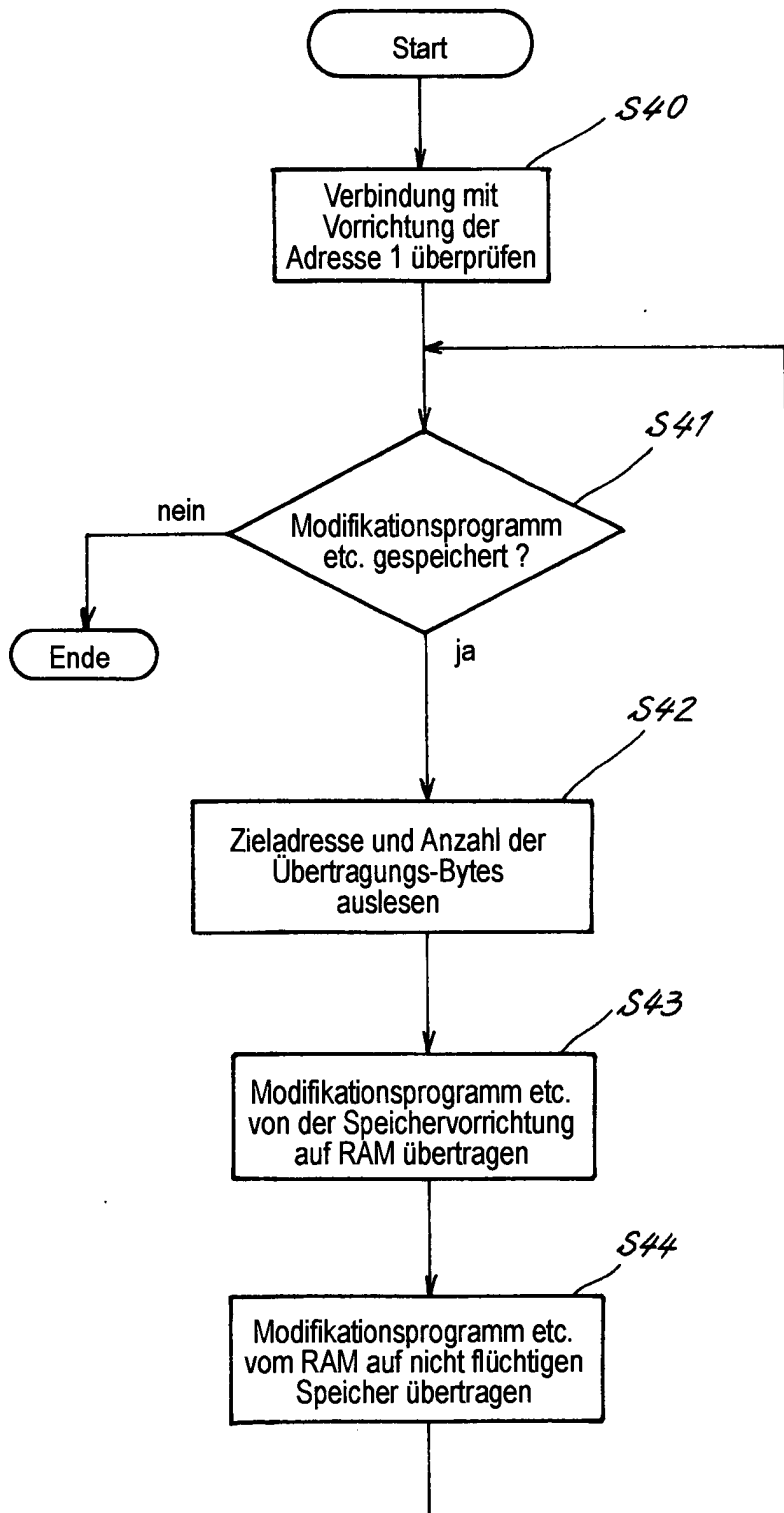 Start
S40
Verbindung mit
Vorrichtung der
Adresse 1 überprüfen
S41
nein
Modifikationsprogramm
etc. gespeichert ?
Ende
ja
S42
Zieladresse und Anzahl der
Übertragungs-Bytes
auslesen
S43
Modifikationsprogramm etc.
von der Speichervorrichtung
auf RAM übertragen
S44
Modifikationsprogramm etc.
vom RAM auf nicht flüchtigen
Speicher übertragen